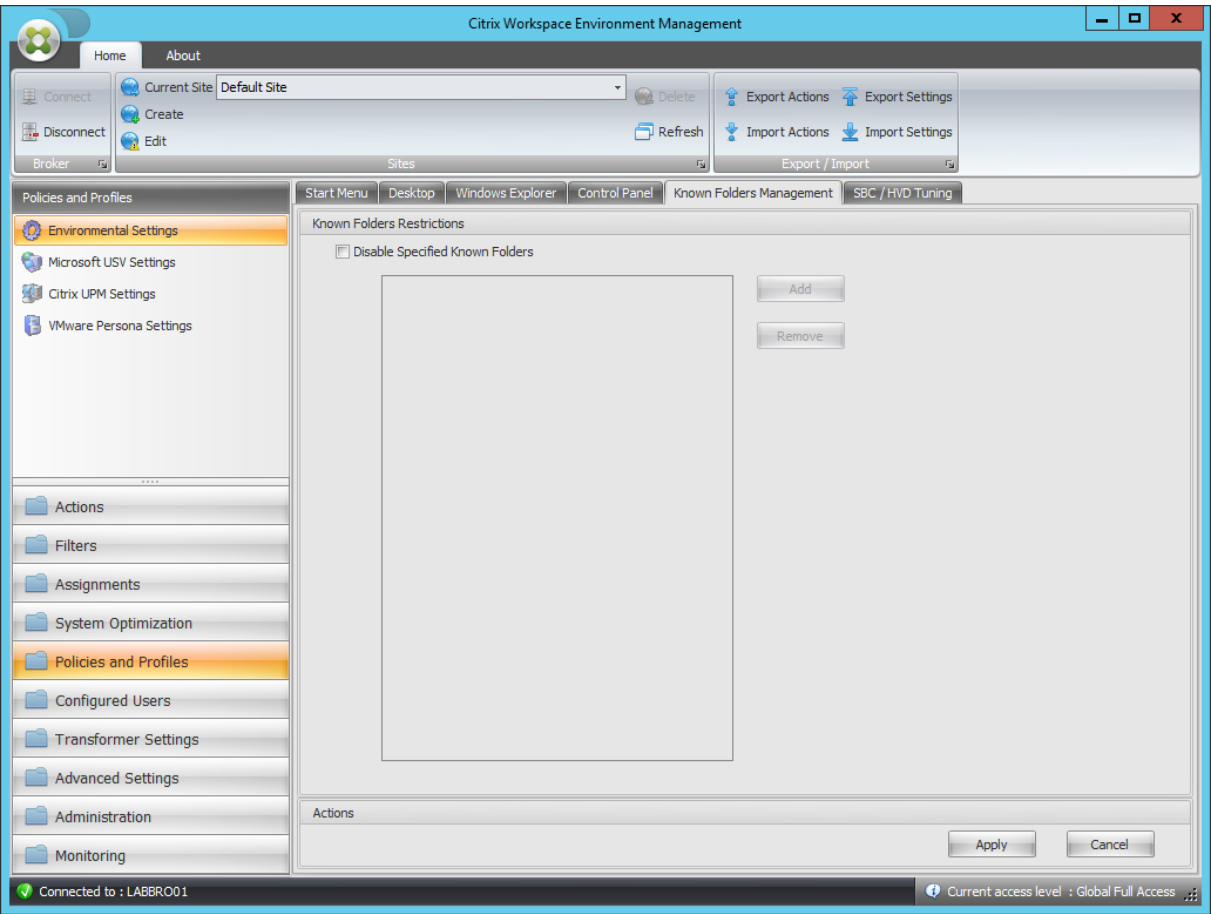 Citrix Workspace Environment Management
Home About
Connect
Disconnect
Broker
Current Site Default Site
Create
Edit
Delete
Refresh
Sites
Export Actions Export Settings
Import Actions Import Settings
Export / Import
Policies and Profiles
Environmental Settings
Microsoft USV Settings
Citrix UPM Settings
VMware Persona Settings
Actions
Filters
Assignments
System Optimization
Policies and Profiles
Configured Users
Transformer Settings
Advanced Settings
Administration
Monitoring
Start Menu Desktop Windows Explorer Control Panel Known Folders Management SBC / HVD Tuning
Known Folders Restrictions
Disable Specified Known Folders
Add
Remove
Actions
Apply Cancel
Connected to : LABBRO01
Current access level : Global Full Access